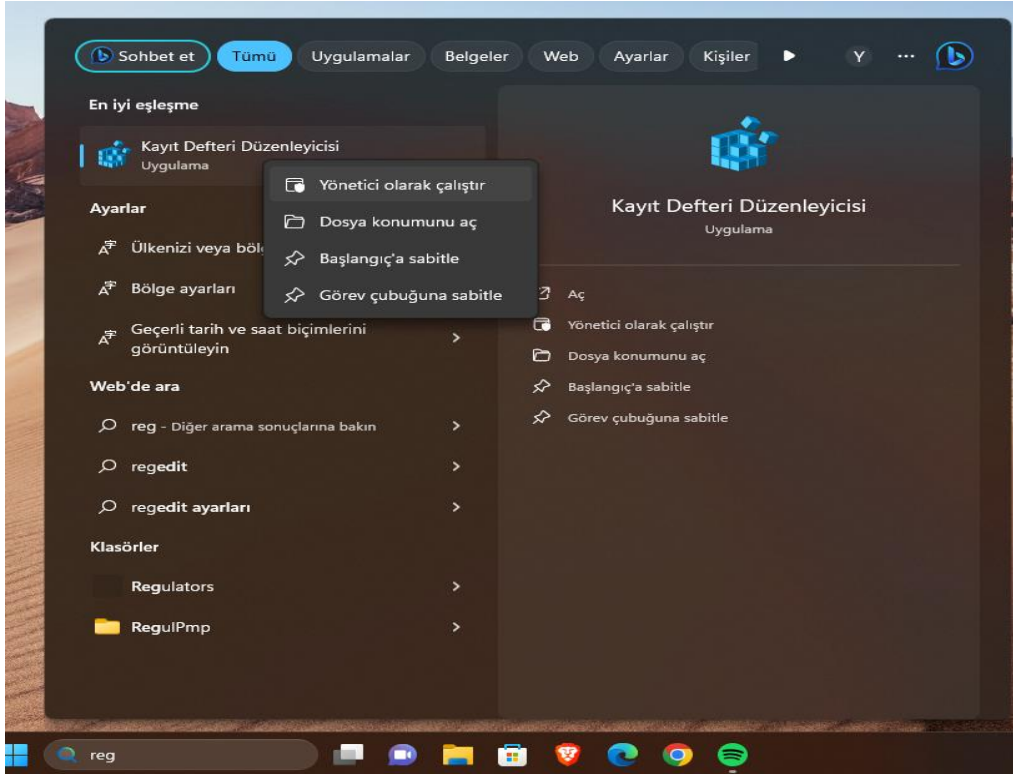 Sohbet et
Tümü
Uygulamalar
Belgeler
Web
Ayarlar
Kişiler
Y
En iyi eşleşme
Kayıt Defteri Düzenleyicisi
Uygulama
Yönetici olarak çalıştır
Dosya konumunu aç
Başlangıç'a sabitle
Görev çubuğuna sabitle
Ayarlar
Ülkenizi veya
Bölge ayarları
Geçerli tarih ve saat biçimlerini
görüntüleyin
Web'de ara
reg - Diğer arama sonuçlarına bakın
regedit
regedit ayarları
Klasörler
Regulators
RegulPmp
Kayıt Defteri Düzenleyicisi
Uygulama
Aç
Yönetici olarak çalıştır
Dosya konumunu aç
Başlangıç'a sabitle
Görev çubuğuna sabitle
reg